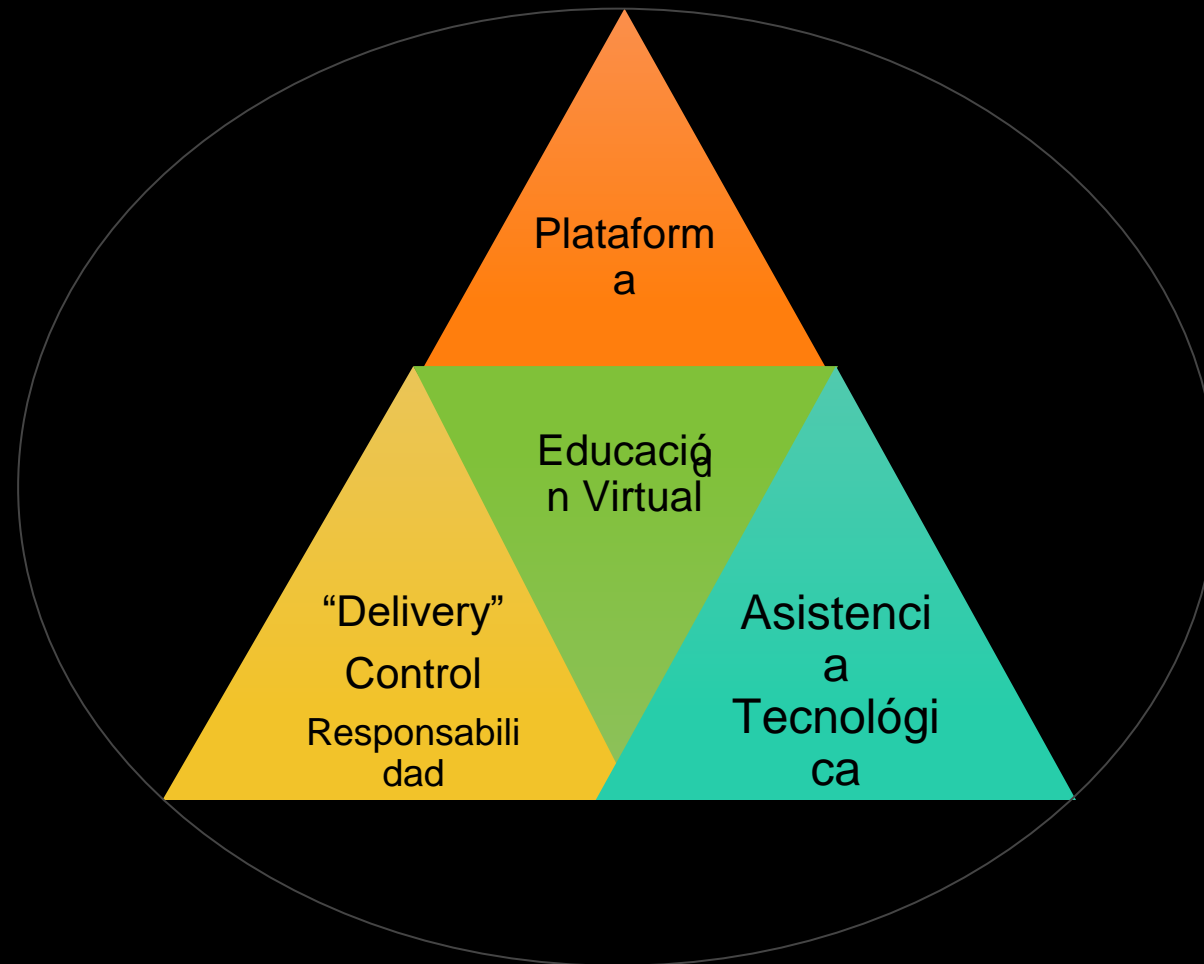 Plataform
a
Educació
n Virtual
“Delivery”
Control
Responsabili
dad
Asistenci
a
Tecnológi
ca